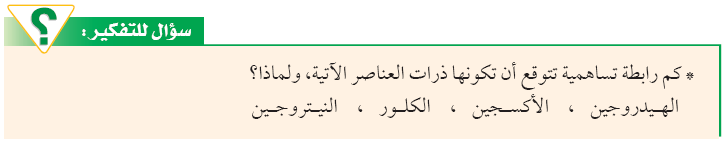 ؟
سؤال للتفكير :
* كم رابطة تساهمية تتوقع أن تكونها ذرات العناصر الآتية، ولماذا؟
الهيدروجين ، الأكسجين ، الكلور ، النيتروجين